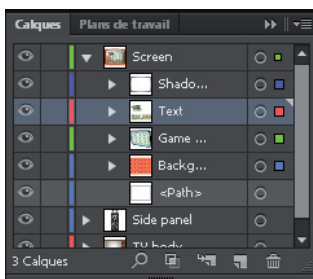 Calques Plans de travail
Screen
Shado...
Text
Game ...
Backg...
<Path>
Side panel
TV body
3 Calques